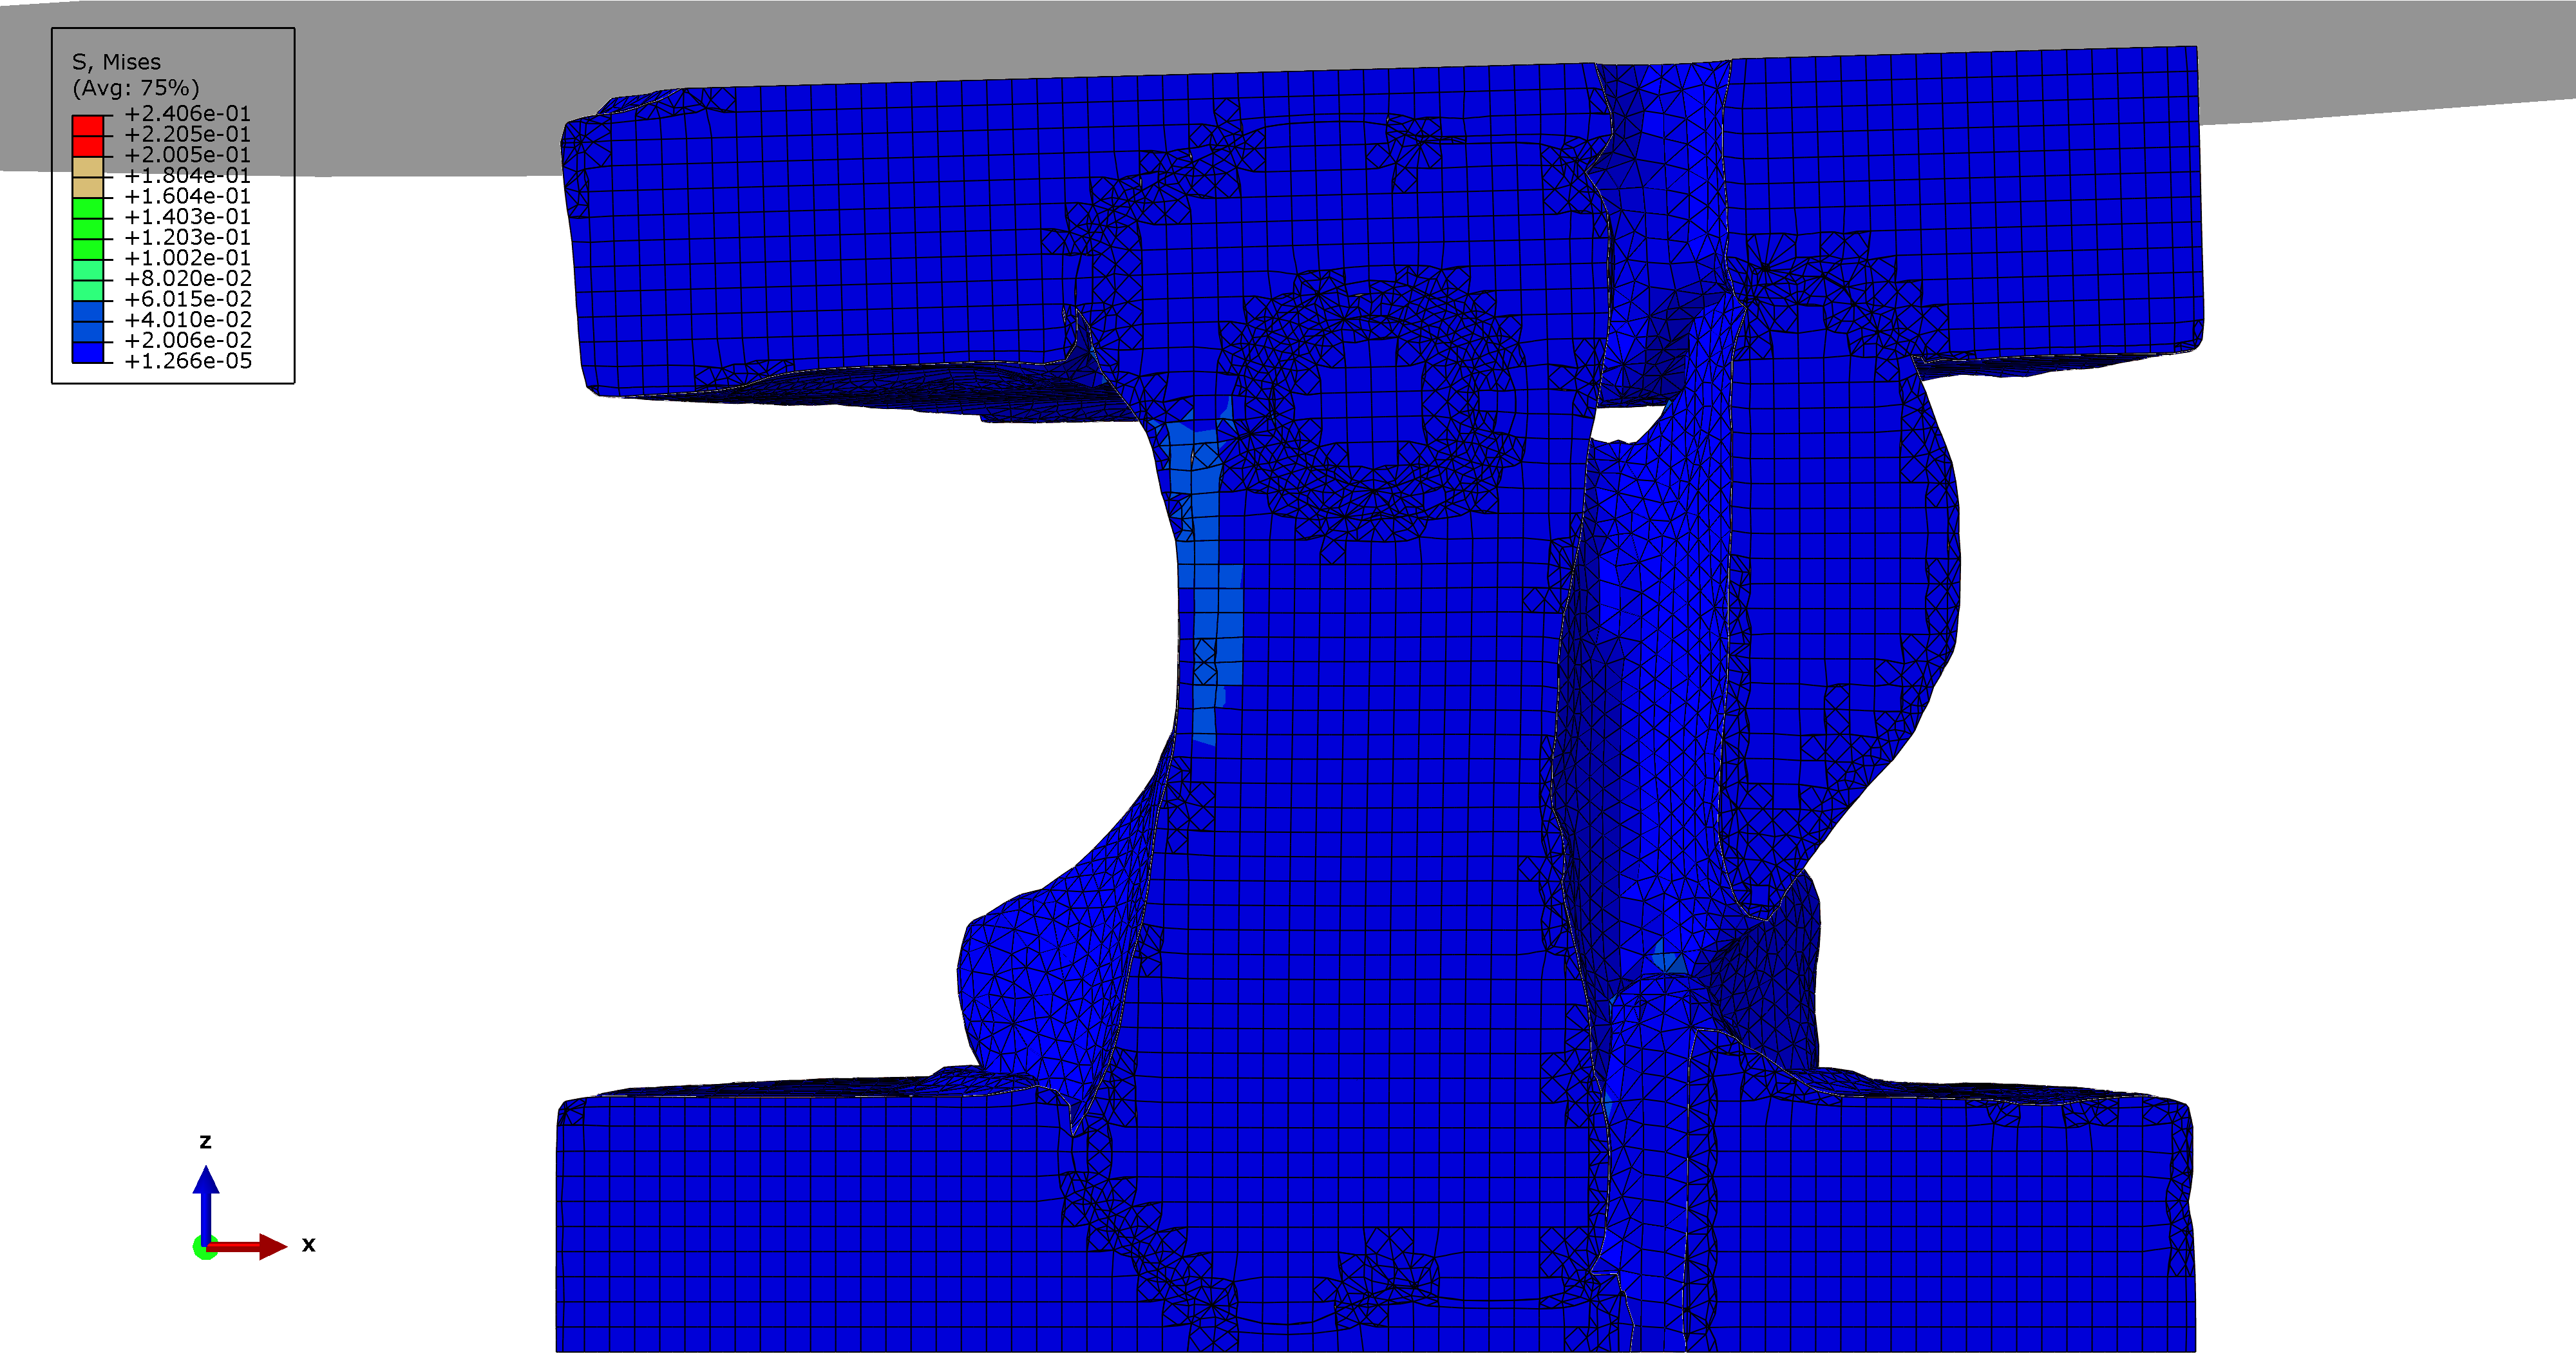 S, Mises
(Avg: 75%)
+2.406e-01
+2.205e-01
+2.005e-01
+1.804e-01
+1.604e-01
+1.403e-01
+1.203e-01
+1.002e-01
+8.020e-02
+6.015e-02
+4.010e-02
+2.006e-02
+1.266e-05
z
x